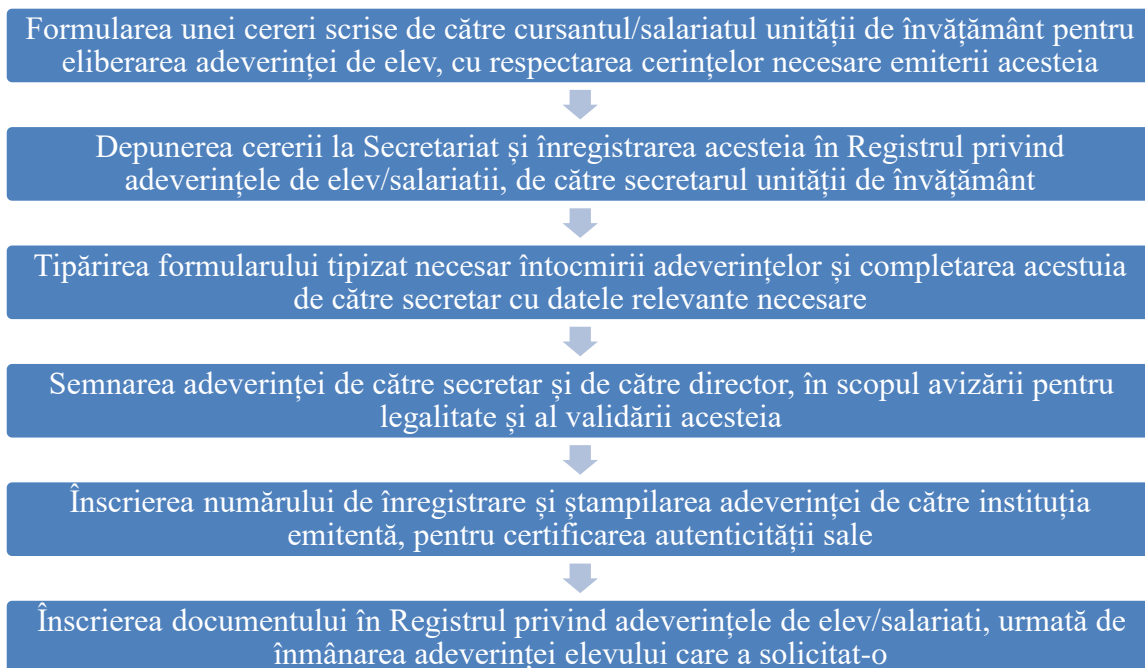 Formularea unei cereri scrise de către cursantul/salariatul unității de învățământ pentru
eliberarea adeverinței de elev, cu respectarea cerințelor necesare emiterii acesteia
Depunerea cererii la Secretariat și înregistrarea acesteia în Registrul privind
adeverințele de elev/salariatii, de către secretarul unității de învățământ
Tipărirea formularului tipizat necesar întocmirii adeverințelor și completarea acestuia
de către secretar cu datele relevante necesare
Semnarea adeverinței de către secretar și de către director, în scopul avizării pentru
legalitate și al validării acesteia
Înscrierea numărului de înregistrare și ștampilarea adeverinței de către instituția
emitentă, pentru certificarea autenticității sale
Înscrierea documentului în Registrul privind adeverințele de elev/salariati, urmată de
înmânarea adeverinței elevului care a solicitat-o